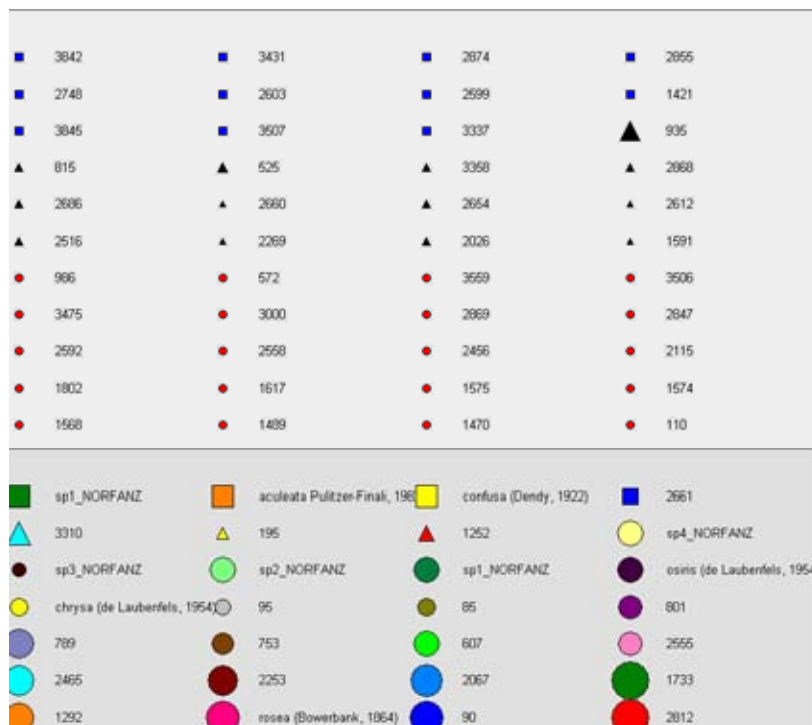 3842 3431 2874 2855
2748 2603 2599 1421
3845 3507 3337 935
815 525 3358 2868
2686 2660 2654 2612
2516 2269 2026 1591
986 572 3559 3506
3475 3000 2869 2847
2592 2558 2456 2115
1802 1617 1575 1574
1568 1489 1470 110
sp1_NORFANZ aculeata Pulitzer-Finali, confusa (Dendy, 1922) 2661
3310 195 1252 sp4_NORFANZ
sp3_NORFANZ sp2_NORFANZ sp1_NORFANZ osiris (de Laubenfels, 1954
chrysa (de Laubenfels, 1954) 95 85 801
789 753 607 2555
2465 2253 2067 1733
1292 rosea (Bowerbank, 1864) 90 2812